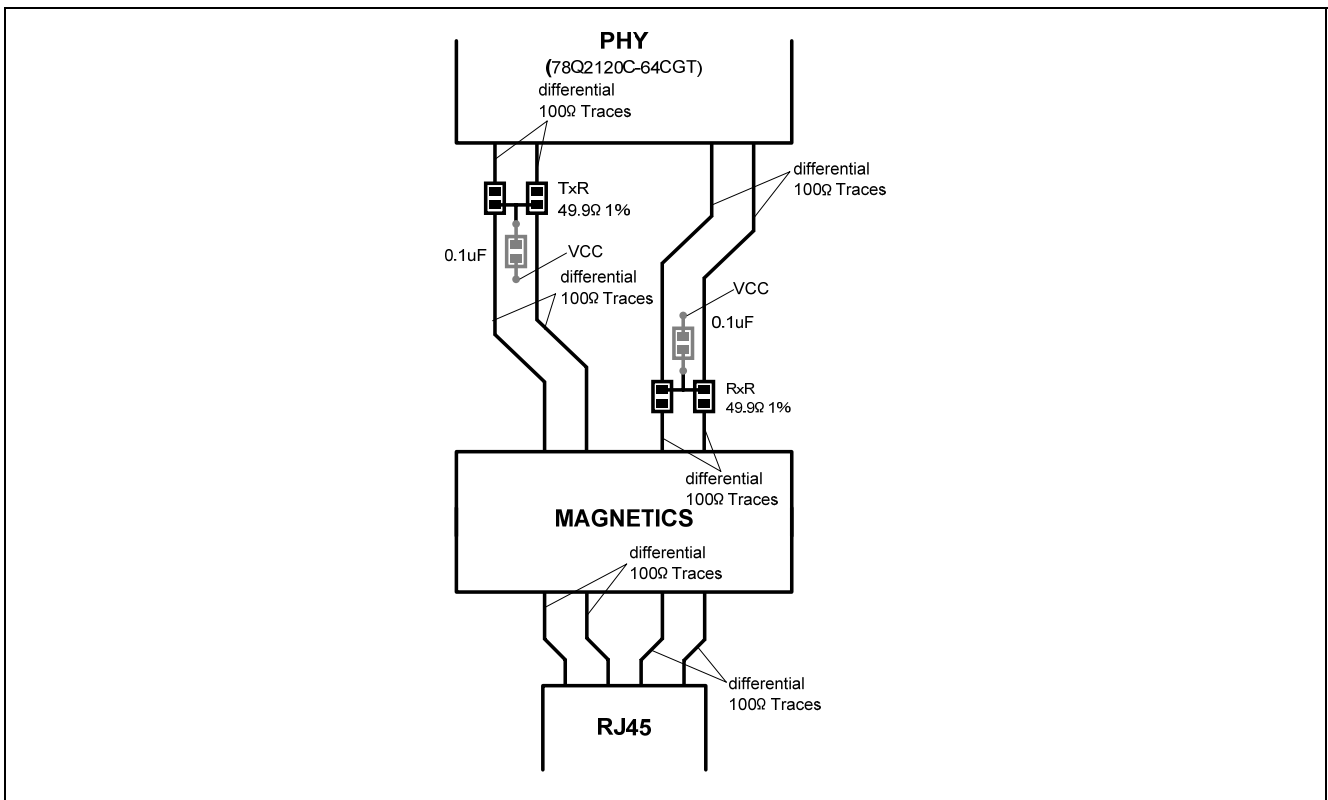 PHY
(78Q2120C-64CGT)
differential
100Ω Traces
differential
100Ω Traces
TxR
49.9Ω 1%
0.1uF
VCC
differential
100Ω Traces
VCC
0.1uF
RxR
49.9Ω 1%
differential
100Ω Traces
MAGNETICS
differential
100Ω Traces
differential
100Ω Traces
RJ45